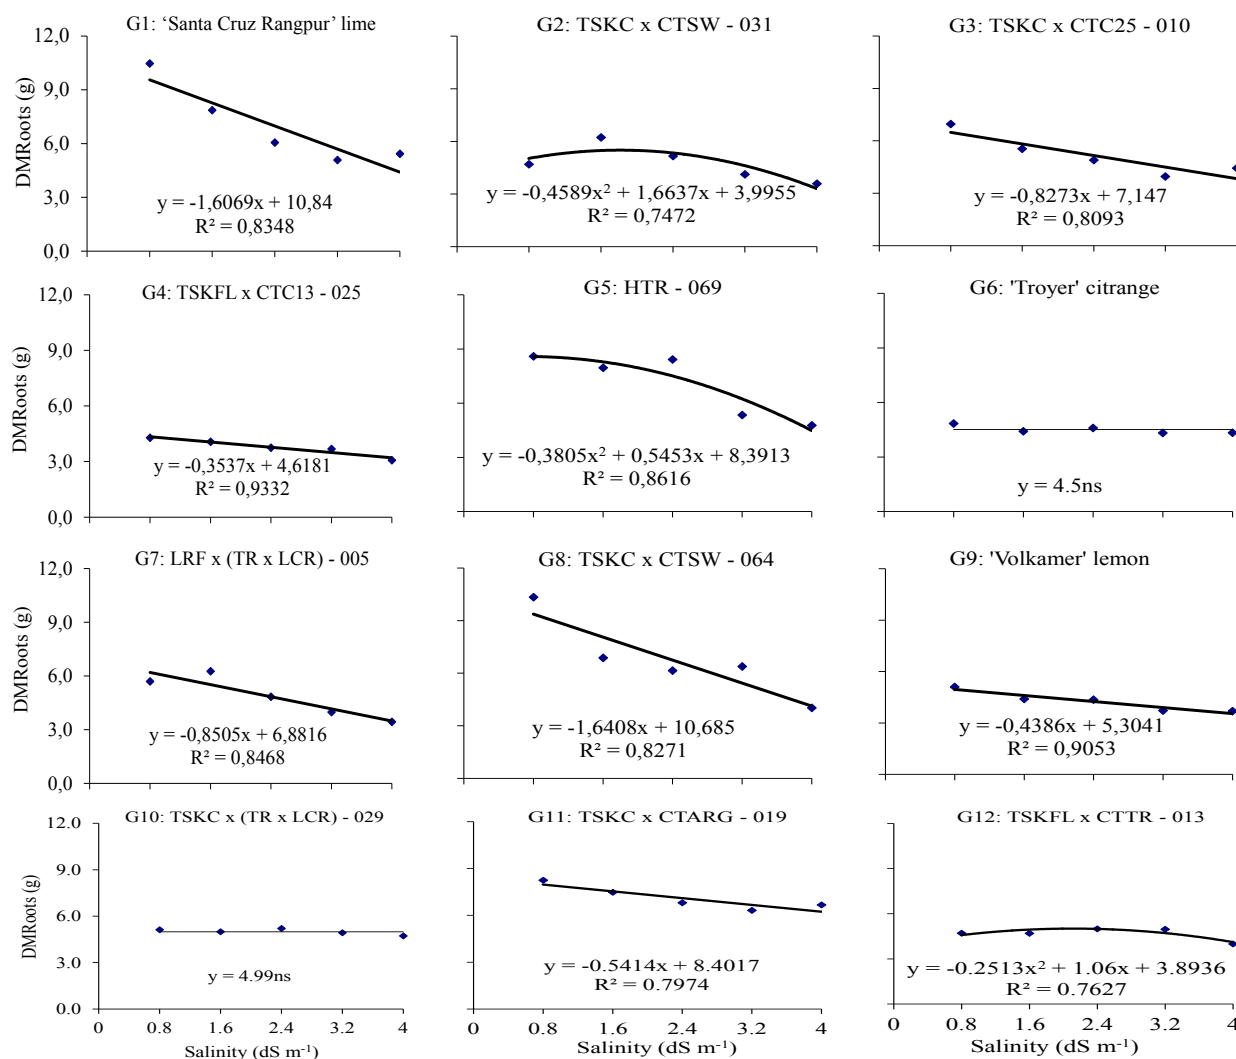 G1: ‘Santa Cruz Rangpur’ lime
12,0
9,0
6,0
3,0
0,0
DMRoots (g)
y = -1,6069x + 10,84
R² = 0,8348
G2: TSKC x CTSW - 031
y = -0,4589x² + 1,6637x + 3,9955
R² = 0,7472
G3: TSKC x CTC25 - 010
y = -0,8273x + 7,147
R² = 0,8093
G4: TSKFL x CTC13 - 025
12,0
9,0
6,0
3,0
0,0
DMRoots (g)
y = -0,3537x + 4,6181
R² = 0,9332
G5: HTR - 069
y = -0,3805x² + 0,5453x + 8,3913
R² = 0,8616
G6: 'Troyer' citrange
y = 4.5ns
G7: LRF x (TR x LCR) - 005
12,0
9,0
6,0
3,0
0,0
DMRoots (g)
y = -0,8505x + 6,8816
R² = 0,8468
G8: TSKC x CTSW - 064
y = -1,6408x + 10,685
R² = 0,8271
G9: 'Volkamer' lemon
y = -0,4386x + 5,3041
R² = 0,9053
G10: TSKC x (TR x LCR) - 029
12.0
9.0
6.0
3.0
0.0
DMRoots (g)
y = 4.99ns
0 0.8 1.6 2.4 3.2 4
Salinity (dS m⁻¹)
G11: TSKC x CTARG - 019
y = -0.5414x + 8.4017
R² = 0.7974
0 0.8 1.6 2.4 3.2 4
Salinity (dS m⁻¹)
G12: TSKFL x CTTR - 013
y = -0.2513x² + 1.06x + 3.8936
R² = 0.7627
0 0.8 1.6 2.4 3.2 4
Salinity (dS m⁻¹)